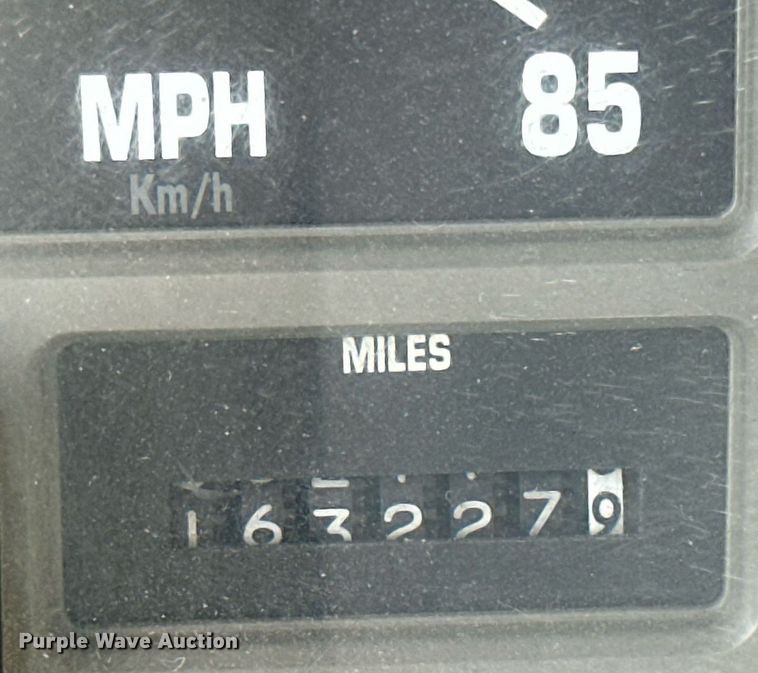 MPH 85
Km/h
MILES
1632279
Purple Wave Auction